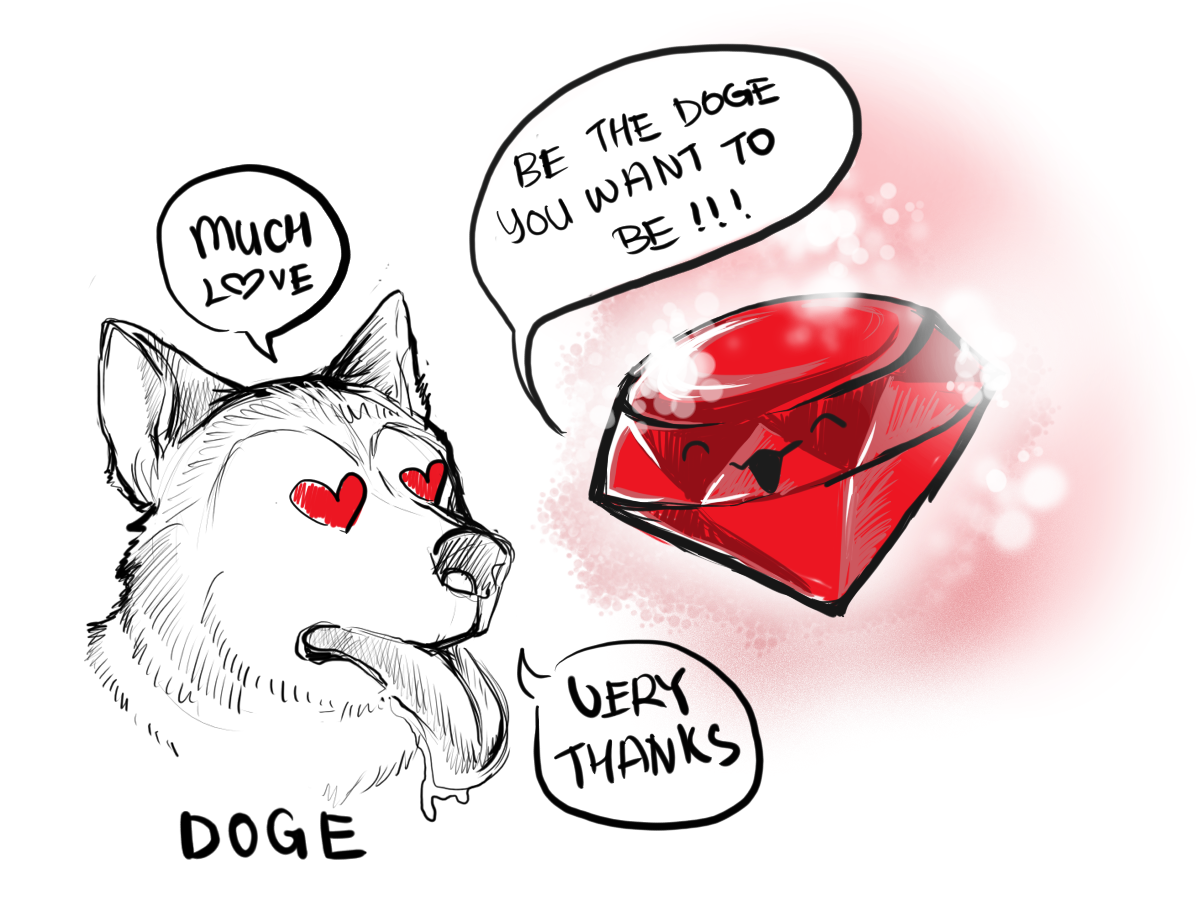 BE THE DOGE
YOU WANT TO
BE!!!
MUCH
LOVE
VERY
THANKS
DOGE